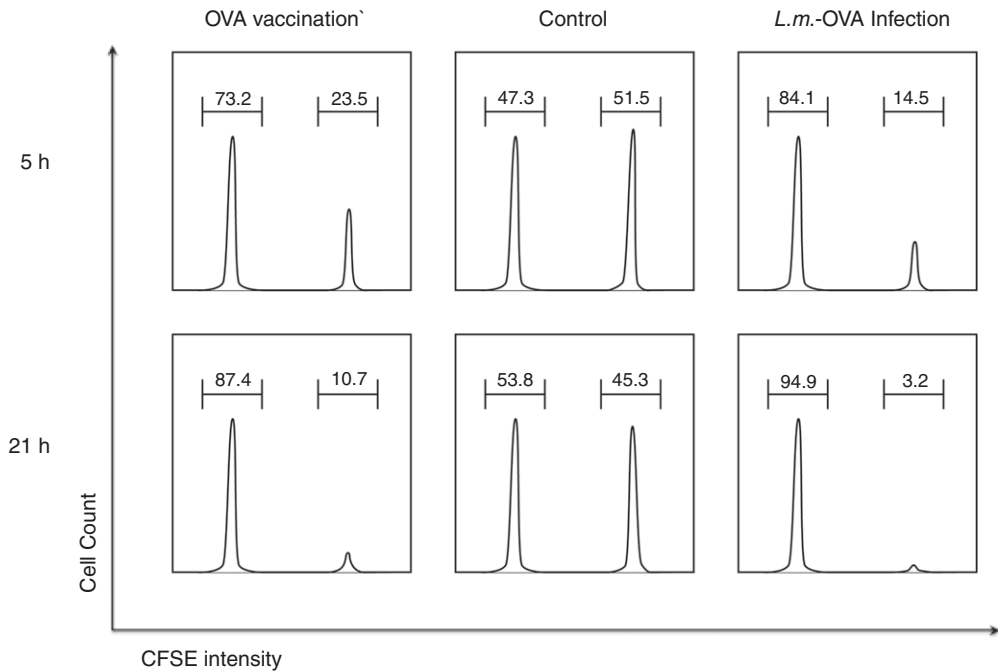 OVA vaccination`
Control
L.m.-OVA Infection
5 h
73.2 23.5
47.3 51.5
84.1 14.5
21 h
87.4 10.7
53.8 45.3
94.9 3.2
Cell Count
CFSE intensity